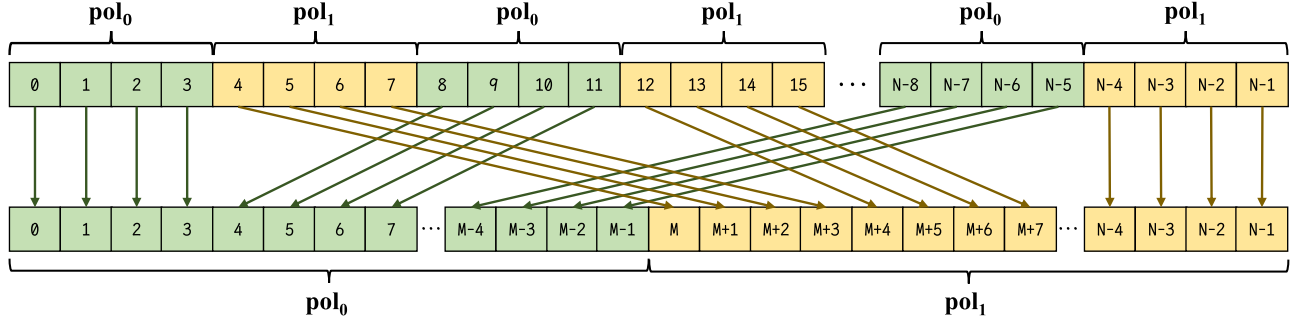 pol₀ pol₁ pol₀ pol₁ pol₀ pol₁
0 1 2 3 4 5 6 7 8 9 10 11 12 13 14 15 ··· N-8 N-7 N-6 N-5 N-4 N-3 N-2 N-1
0 1 2 3 4 5 6 7 ··· M-4 M-3 M-2 M-1 M M+1 M+2 M+3 M+4 M+5 M+6 M+7 ··· N-4 N-3 N-2 N-1
pol₀ pol₁